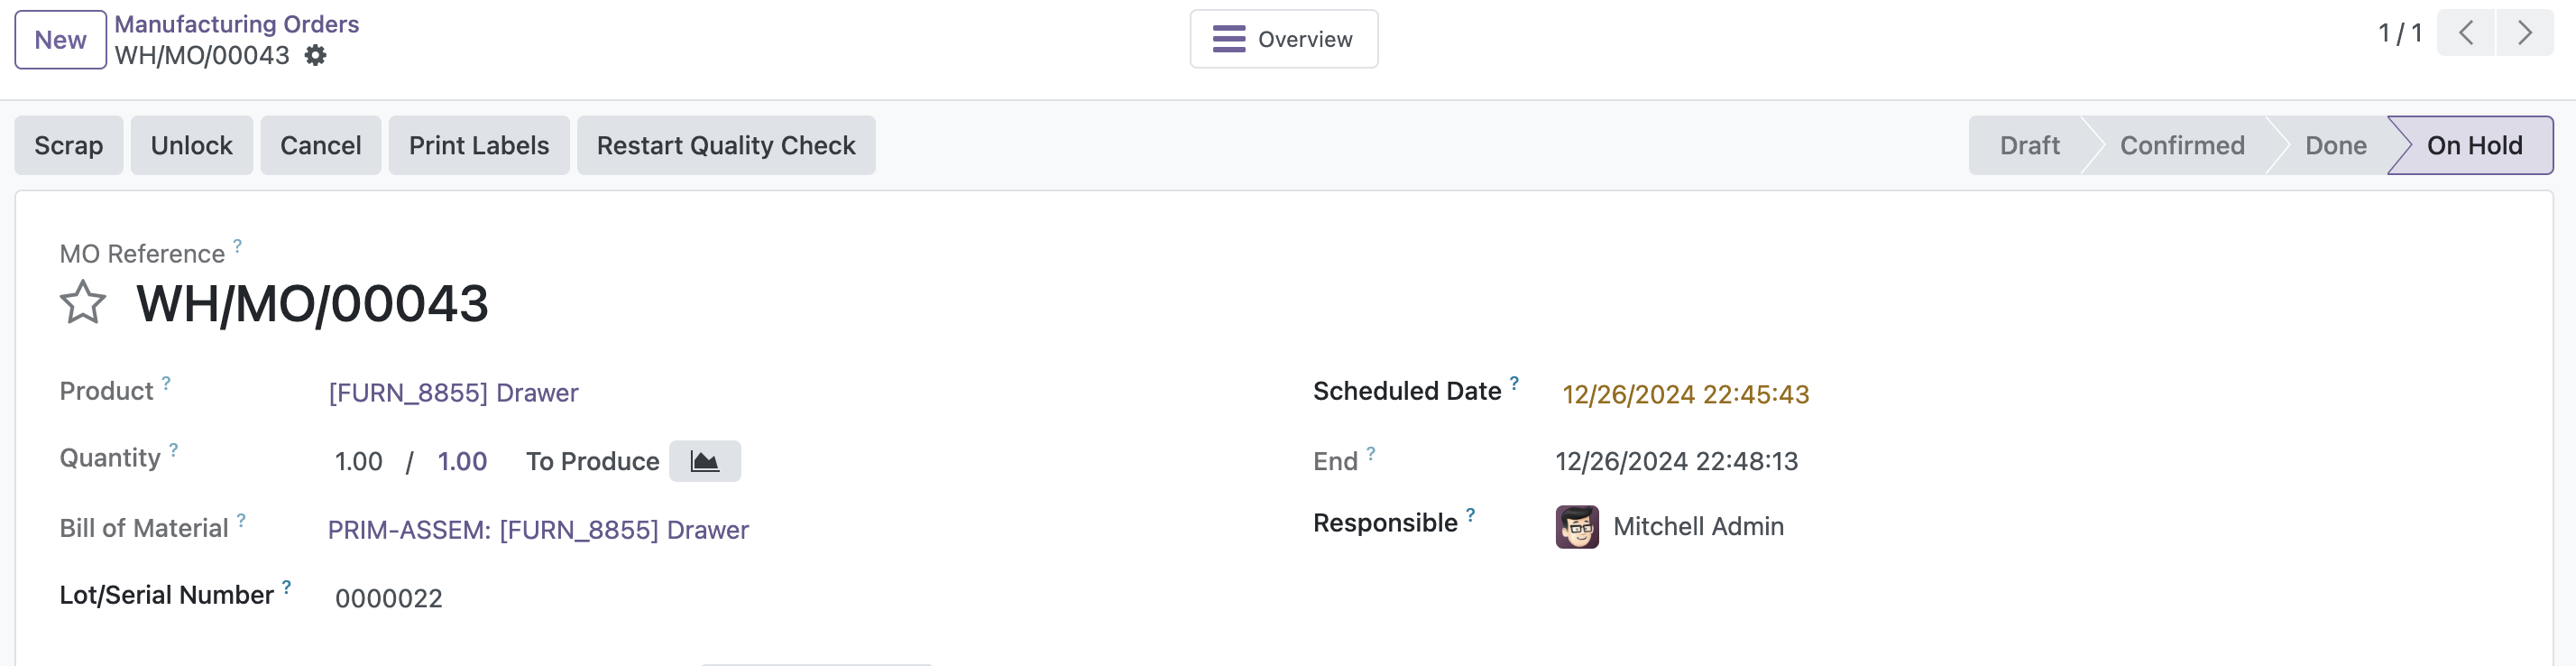 New
Manufacturing Orders
WH/MO/00043
Overview
1 / 1
Scrap
Unlock
Cancel
Print Labels
Restart Quality Check
Draft
Confirmed
Done
On Hold
MO Reference ?
WH/MO/00043
Product ? [FURN_8855] Drawer
Quantity ? 1.00 / 1.00 To Produce
Bill of Material ? PRIM-ASSEM: [FURN_8855] Drawer
Lot/Serial Number ? 0000022
Scheduled Date ? 12/26/2024 22:45:43
End ? 12/26/2024 22:48:13
Responsible ? Mitchell Admin